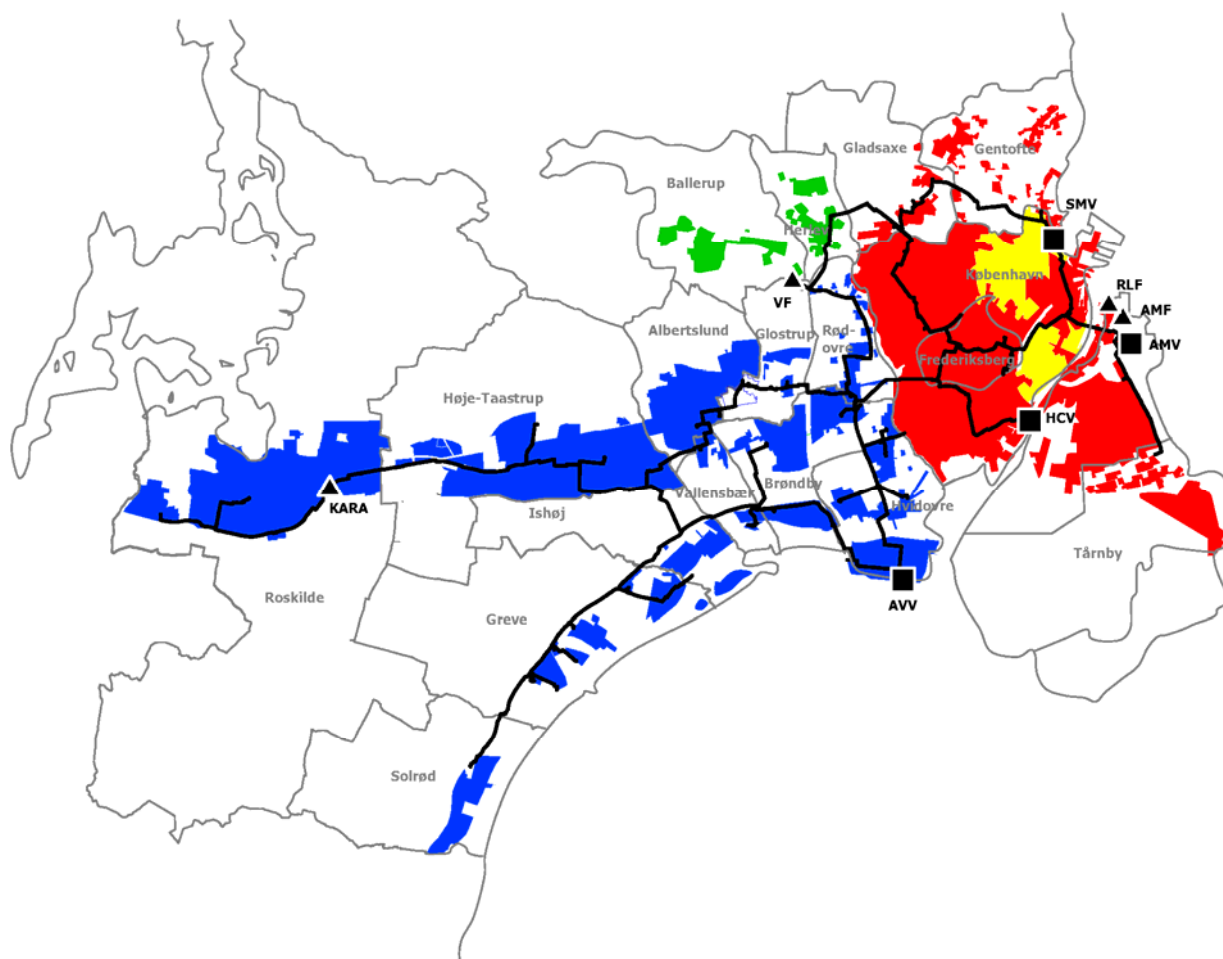 Gladsaxe
Gentofte
Ballerup
SMV
Herlev
København
RLF
VF
AMF
Albertslund
Glostrup
Rød-
ovre
AMV
Frederiksberg
Høje-Taastrup
HCV
Vallensbæk
Brøndby
KARA
Ishøj
Hvidovre
Tårnby
Roskilde
AVV
Greve
Solrød